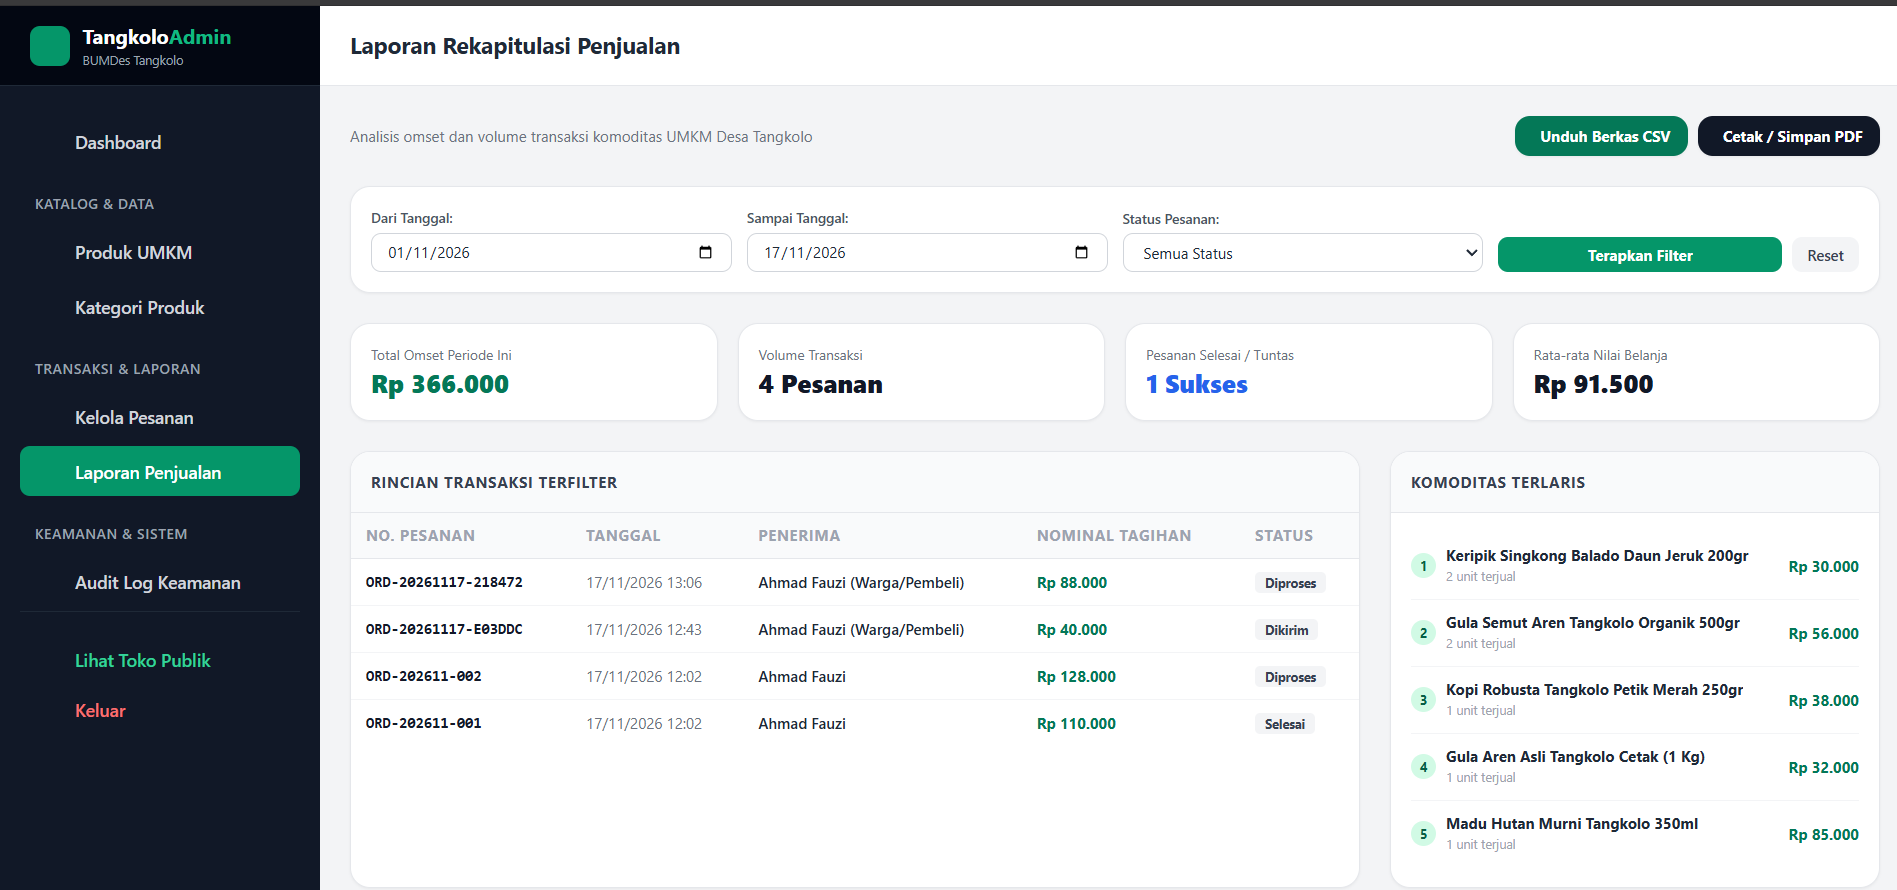 TangkoloAdmin
BUMDes Tangkolo
Dashboard
KATALOG & DATA
Produk UMKM
Kategori Produk
TRANSAKSI & LAPORAN
Kelola Pesanan
Laporan Penjualan
KEAMANAN & SISTEM
Audit Log Keamanan
Lihat Toko Publik
Keluar
Laporan Rekapitulasi Penjualan
Analisis omset dan volume transaksi komoditas UMKM Desa Tangkolo
Unduh Berkas CSV
Cetak / Simpan PDF
Dari Tanggal:
01/11/2026
Sampai Tanggal:
17/11/2026
Status Pesanan:
Semua Status
Terapkan Filter
Reset
Total Omset Periode Ini
Rp 366.000
Volume Transaksi
4 Pesanan
Pesanan Selesai / Tuntas
1 Sukses
Rata-rata Nilai Belanja
Rp 91.500
RINCIAN TRANSAKSI TERFILTER
NO. PESANAN TANGGAL PENERIMA NOMINAL TAGIHAN STATUS
ORD-20261117-218472 17/11/2026 13:06 Ahmad Fauzi (Warga/Pembeli) Rp 88.000 Diproses
ORD-20261117-E03DDC 17/11/2026 12:43 Ahmad Fauzi (Warga/Pembeli) Rp 40.000 Dikirim
ORD-202611-002 17/11/2026 12:02 Ahmad Fauzi Rp 128.000 Diproses
ORD-202611-001 17/11/2026 12:02 Ahmad Fauzi Rp 110.000 Selesai
KOMODITAS TERLARIS
1 Keripik Singkong Balado Daun Jeruk 200gr Rp 30.000
2 unit terjual
2 Gula Semut Aren Tangkolo Organik 500gr Rp 56.000
2 unit terjual
3 Kopi Robusta Tangkolo Petik Merah 250gr Rp 38.000
1 unit terjual
4 Gula Aren Asli Tangkolo Cetak (1 Kg) Rp 32.000
1 unit terjual
5 Madu Hutan Murni Tangkolo 350ml Rp 85.000
1 unit terjual